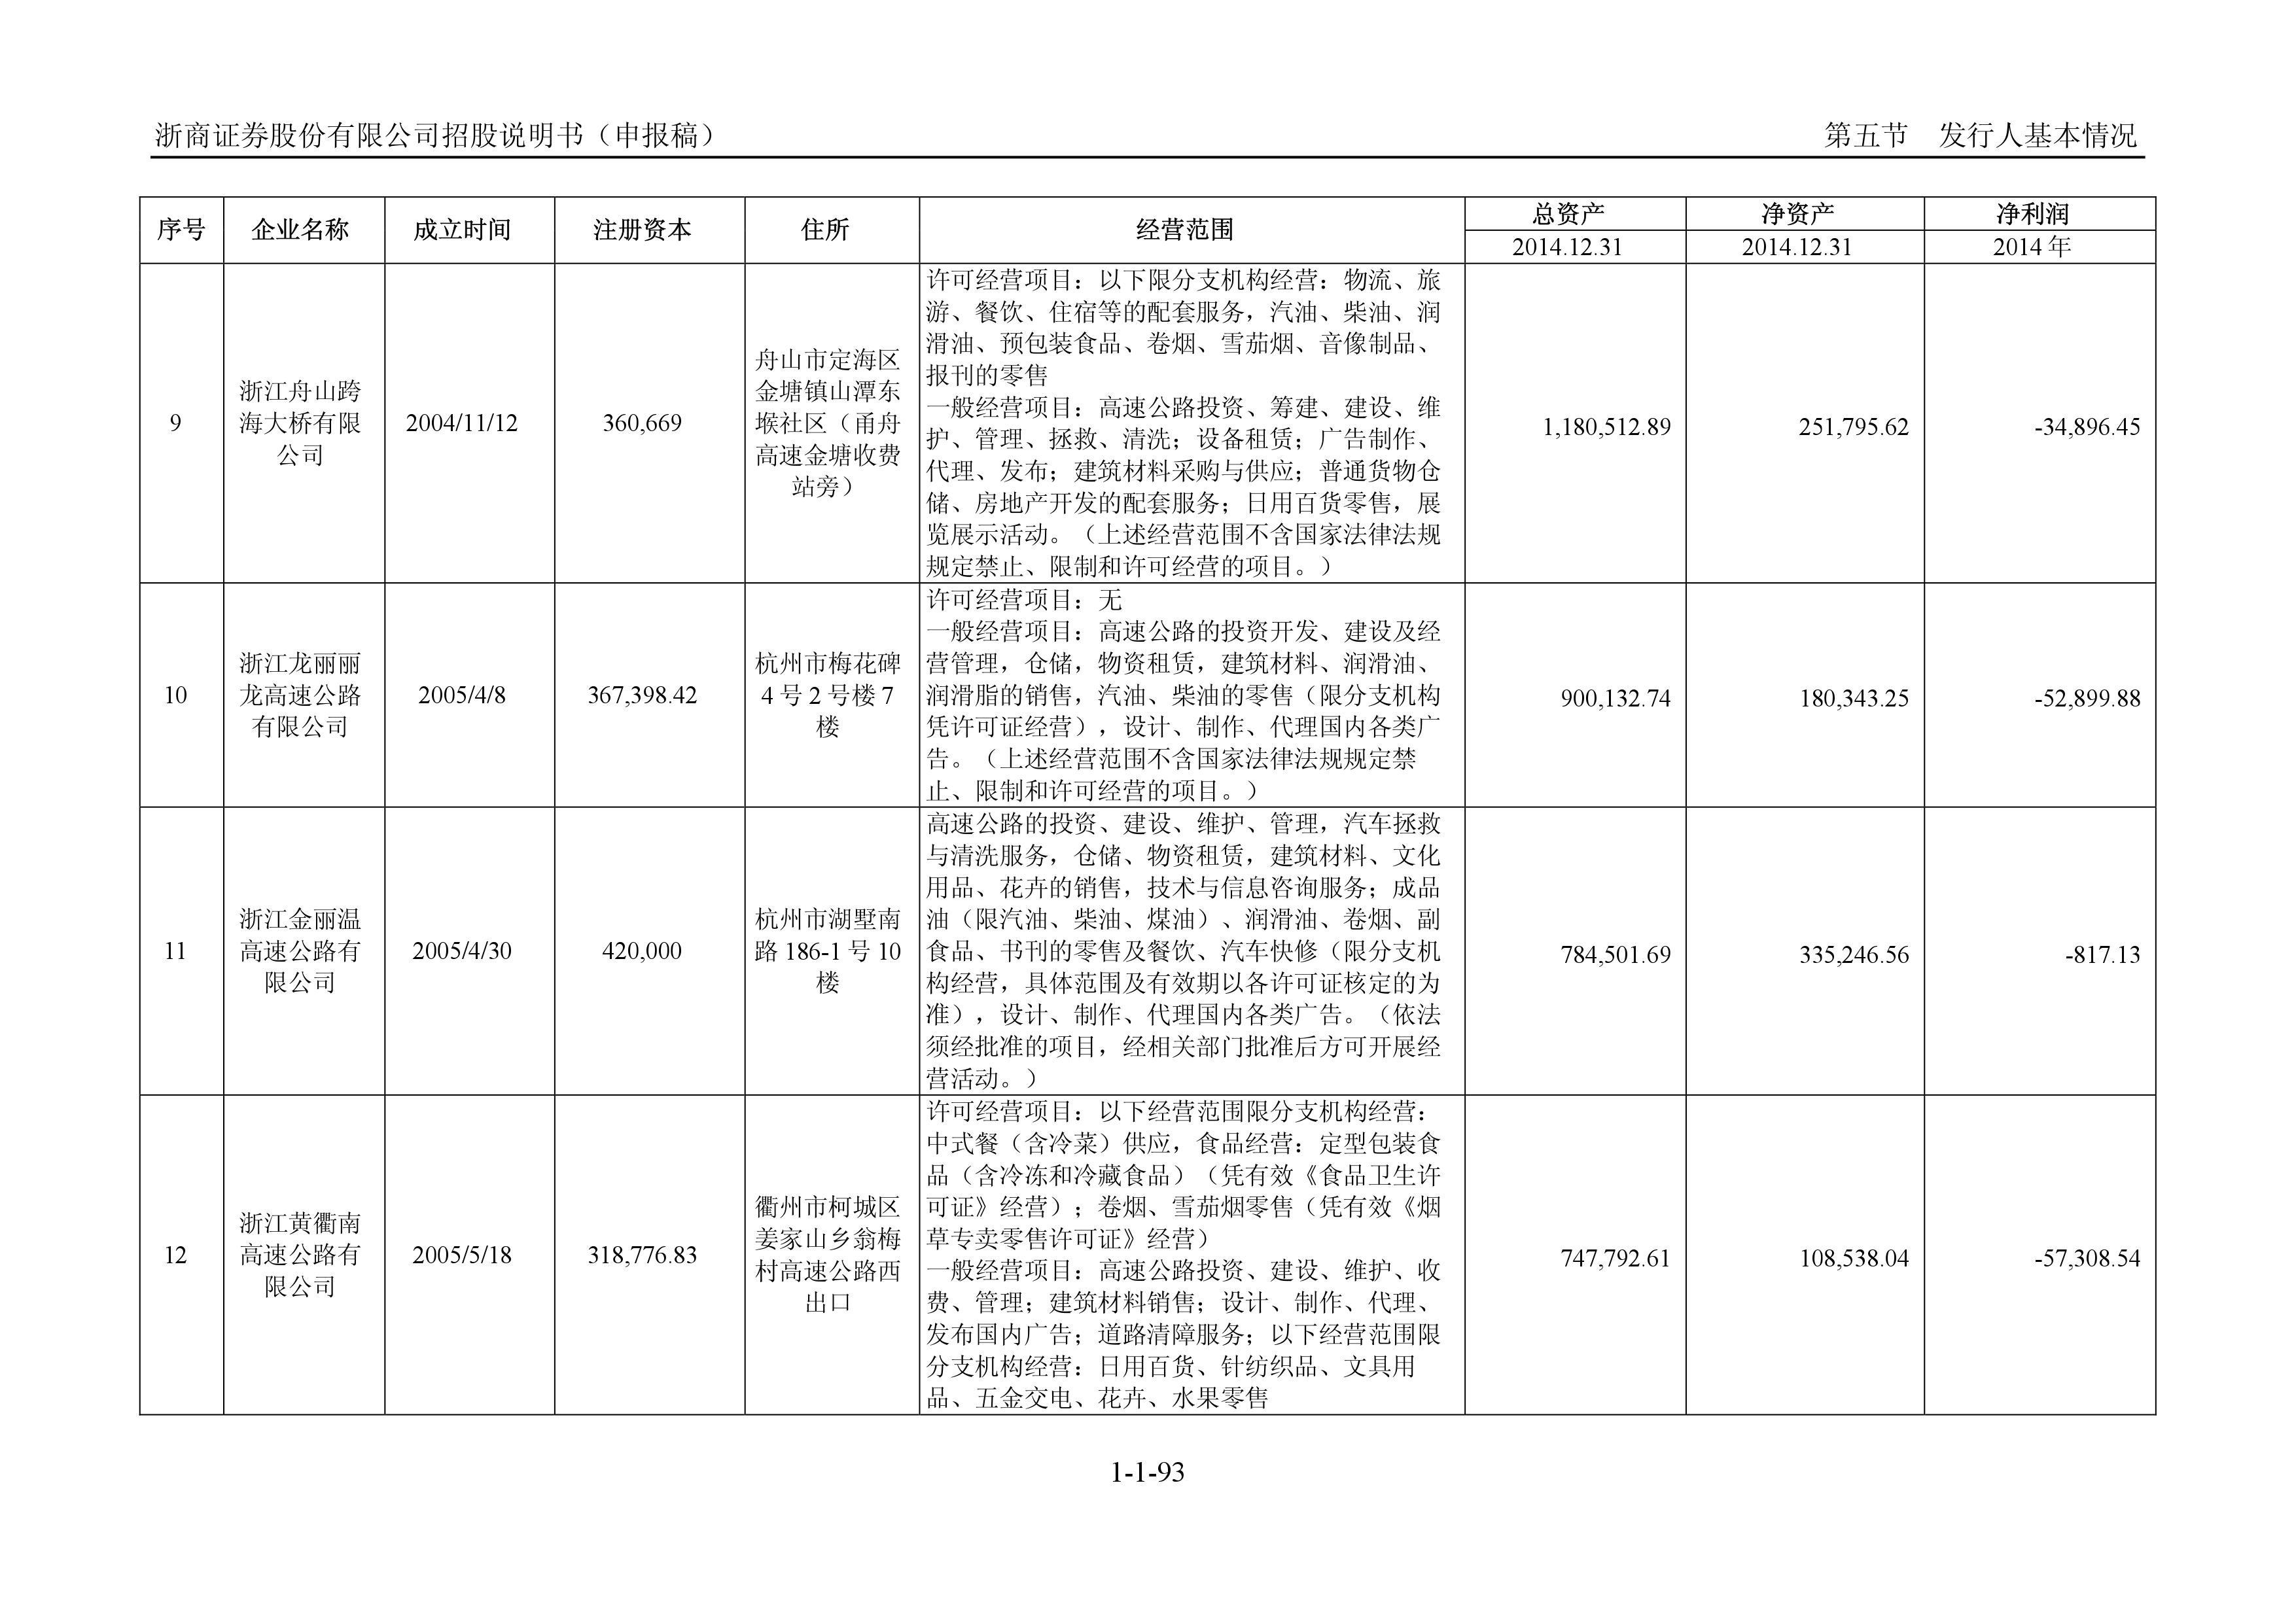 浙商证券股份有限公司招股说明书（申报稿）
第五节 发行人基本情况
序号 企业名称 成立时间 注册资本 住所 经营范围 总资产 净资产 净利润
2014.12.31 2014.12.31 2014 年
9
浙江舟山跨
海大桥有限
公司
2004/11/12
360,669
舟山市定海区
金塘镇山潭东
堠社区（甬舟
高速金塘收费
站旁）
许可经营项目：以下限分支机构经营：物流、旅
游、餐饮、住宿等的配套服务，汽油、柴油、润
滑油、预包装食品、卷烟、雪茄烟、音像制品、
报刊的零售
一般经营项目：高速公路投资、筹建、建设、维
护、管理、拯救、清洗；设备租赁；广告制作、
代理、发布；建筑材料采购与供应；普通货物仓
储、房地产开发的配套服务；日用百货零售，展
览展示活动。（上述经营范围不含国家法律法规
规定禁止、限制和许可经营的项目。）
1,180,512.89
251,795.62
-34,896.45
10
浙江龙丽丽
龙高速公路
有限公司
2005/4/8
367,398.42
杭州市梅花碑
4 号 2 号楼 7
楼
许可经营项目：无
一般经营项目：高速公路的投资开发、建设及经
营管理，仓储，物资租赁，建筑材料、润滑油、
润滑脂的销售，汽油、柴油的零售（限分支机构
凭许可证经营），设计、制作、代理国内各类广
告。（上述经营范围不含国家法律法规规定禁
止、限制和许可经营的项目。）
900,132.74
180,343.25
-52,899.88
11
浙江金丽温
高速公路有
限公司
2005/4/30
420,000
杭州市湖墅南
路 186-1 号 10
楼
高速公路的投资、建设、维护、管理，汽车拯救
与清洗服务，仓储、物资租赁，建筑材料、文化
用品、花卉的销售，技术与信息咨询服务；成品
油（限汽油、柴油、煤油）、润滑油、卷烟、副
食品、书刊的零售及餐饮、汽车快修（限分支机
构经营，具体范围及有效期以各许可证核定的为
准），设计、制作、代理国内各类广告。（依法
须经批准的项目，经相关部门批准后方可开展经
营活动。）
784,501.69
335,246.56
-817.13
12
浙江黄衢南
高速公路有
限公司
2005/5/18
318,776.83
衢州市柯城区
姜家山乡翁梅
村高速公路西
出口
许可经营项目：以下经营范围限分支机构经营：
中式餐（含冷菜）供应，食品经营：定型包装食
品（含冷冻和冷藏食品）（凭有效《食品卫生许
可证》经营）；卷烟、雪茄烟零售（凭有效《烟
草专卖零售许可证》经营）
一般经营项目：高速公路投资、建设、维护、收
费、管理；建筑材料销售；设计、制作、代理、
发布国内广告；道路清障服务；以下经营范围限
分支机构经营：日用百货、针纺织品、文具用
品、五金交电、花卉、水果零售
747,792.61
108,538.04
-57,308.54
1-1-93